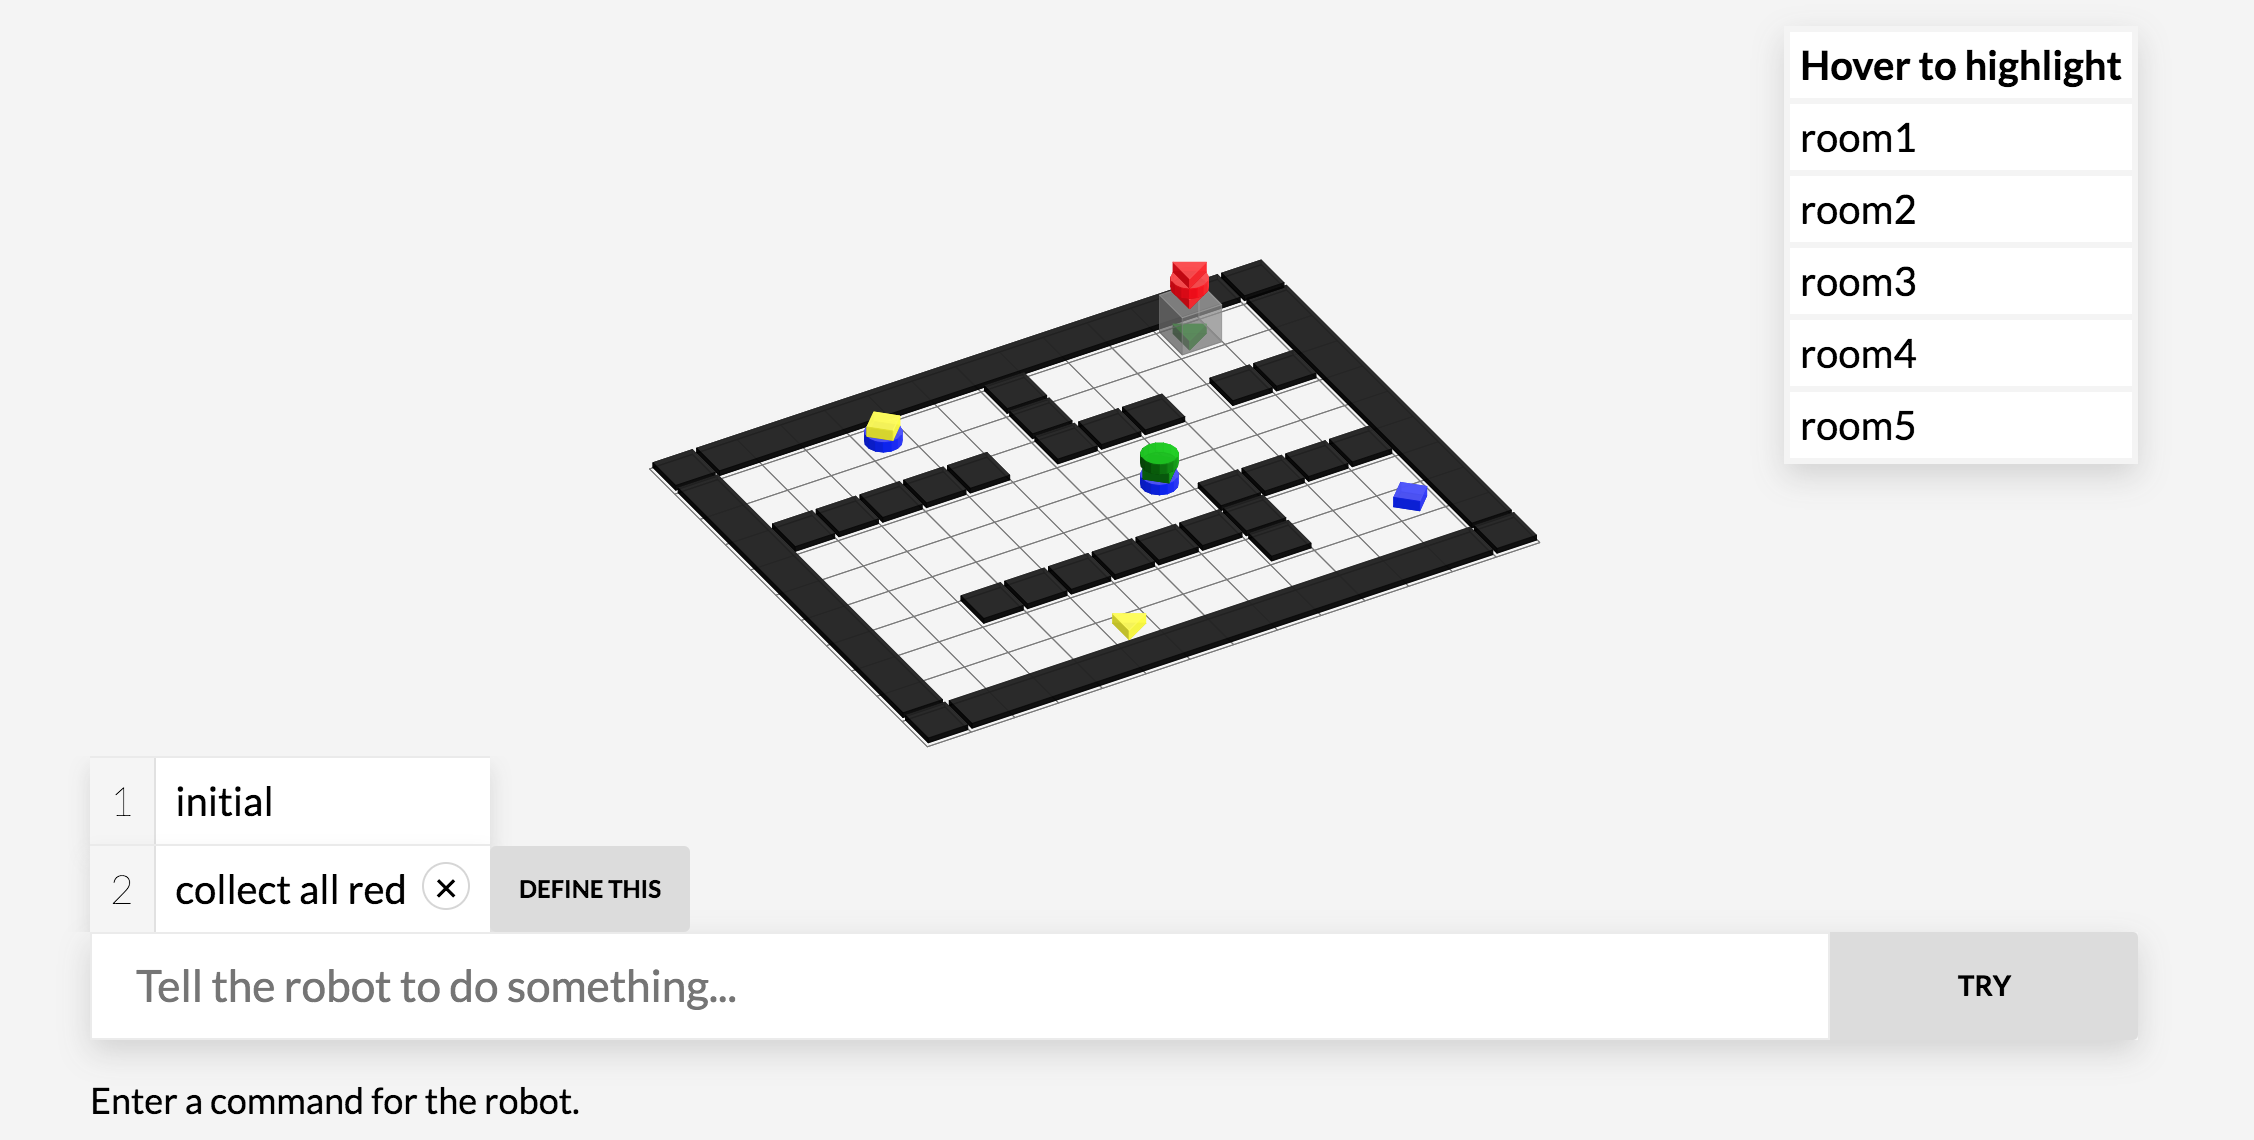 Hover to highlight
room1
room2
room3
room4
room5
1 initial
2 collect all red × DEFINE THIS
Tell the robot to do something...
TRY
Enter a command for the robot.